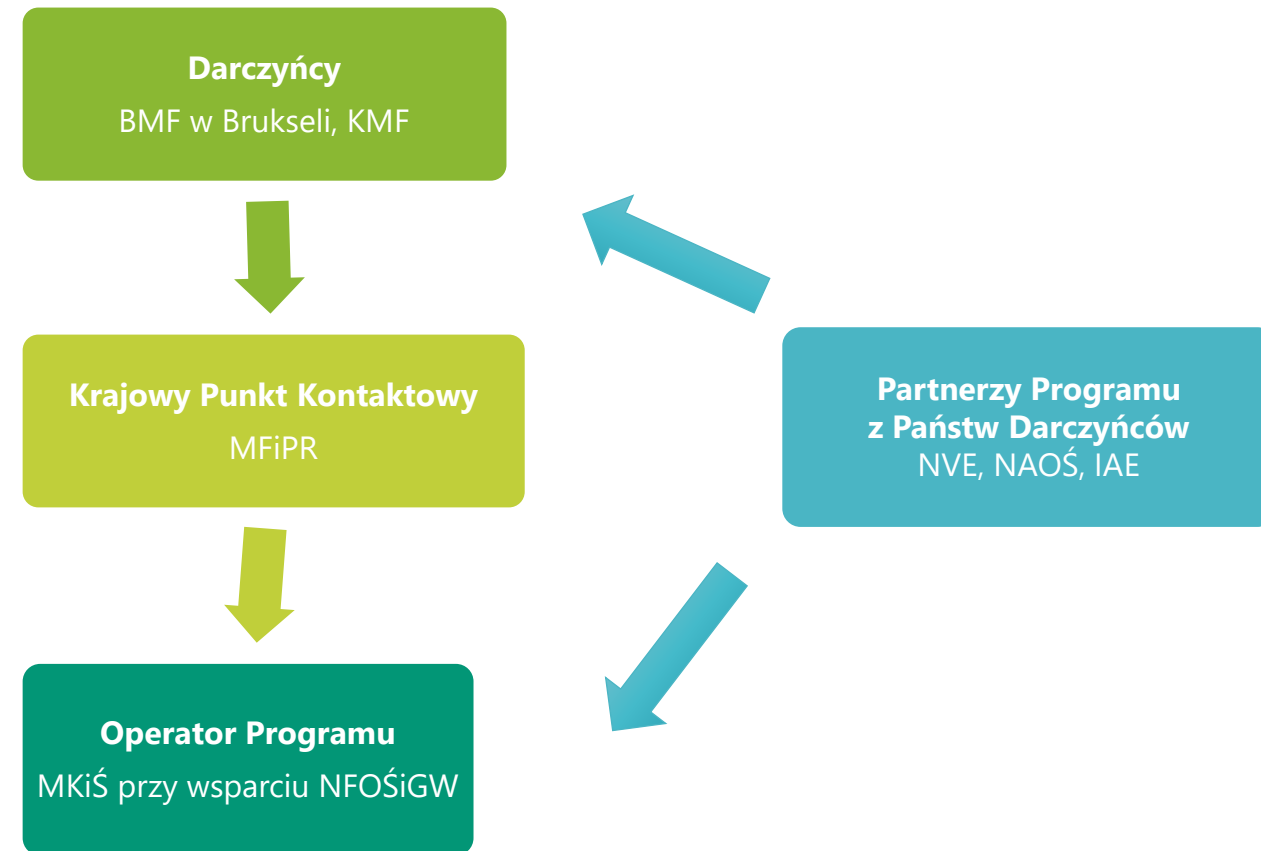 Darczyńcy
BMF w Brukseli, KMF
Krajowy Punkt Kontaktowy
MFiPR
Partnerzy Programu
z Państw Darczyńców
NVE, NAOŚ, IAE
Operator Programu
MKiŚ przy wsparciu NFOŚiGW